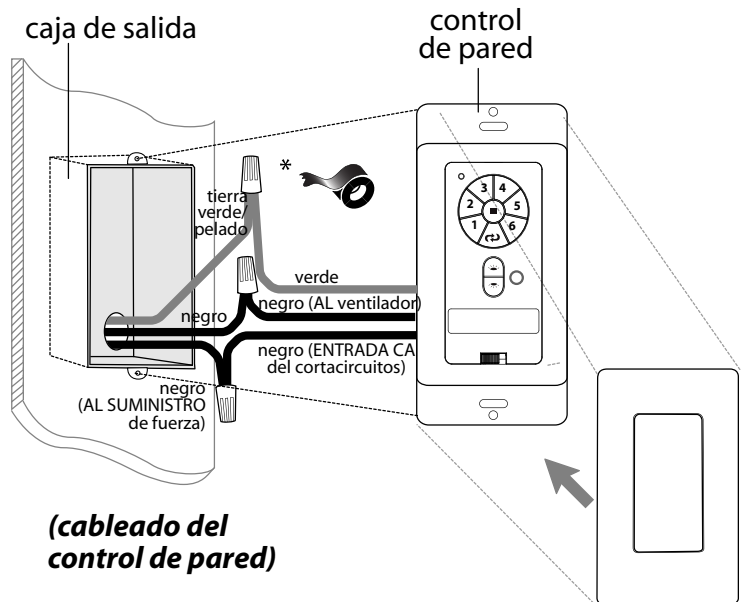 caja de salida
control
de pared
*
tierra
verde/
pelado
3 4
2 5
1 6
verde
negro
negro (AL ventilador)
negro (ENTRADA CA
del cortacircuitos)
negro
(AL SUMINISTRO
de fuerza)
(cableado del
control de pared)